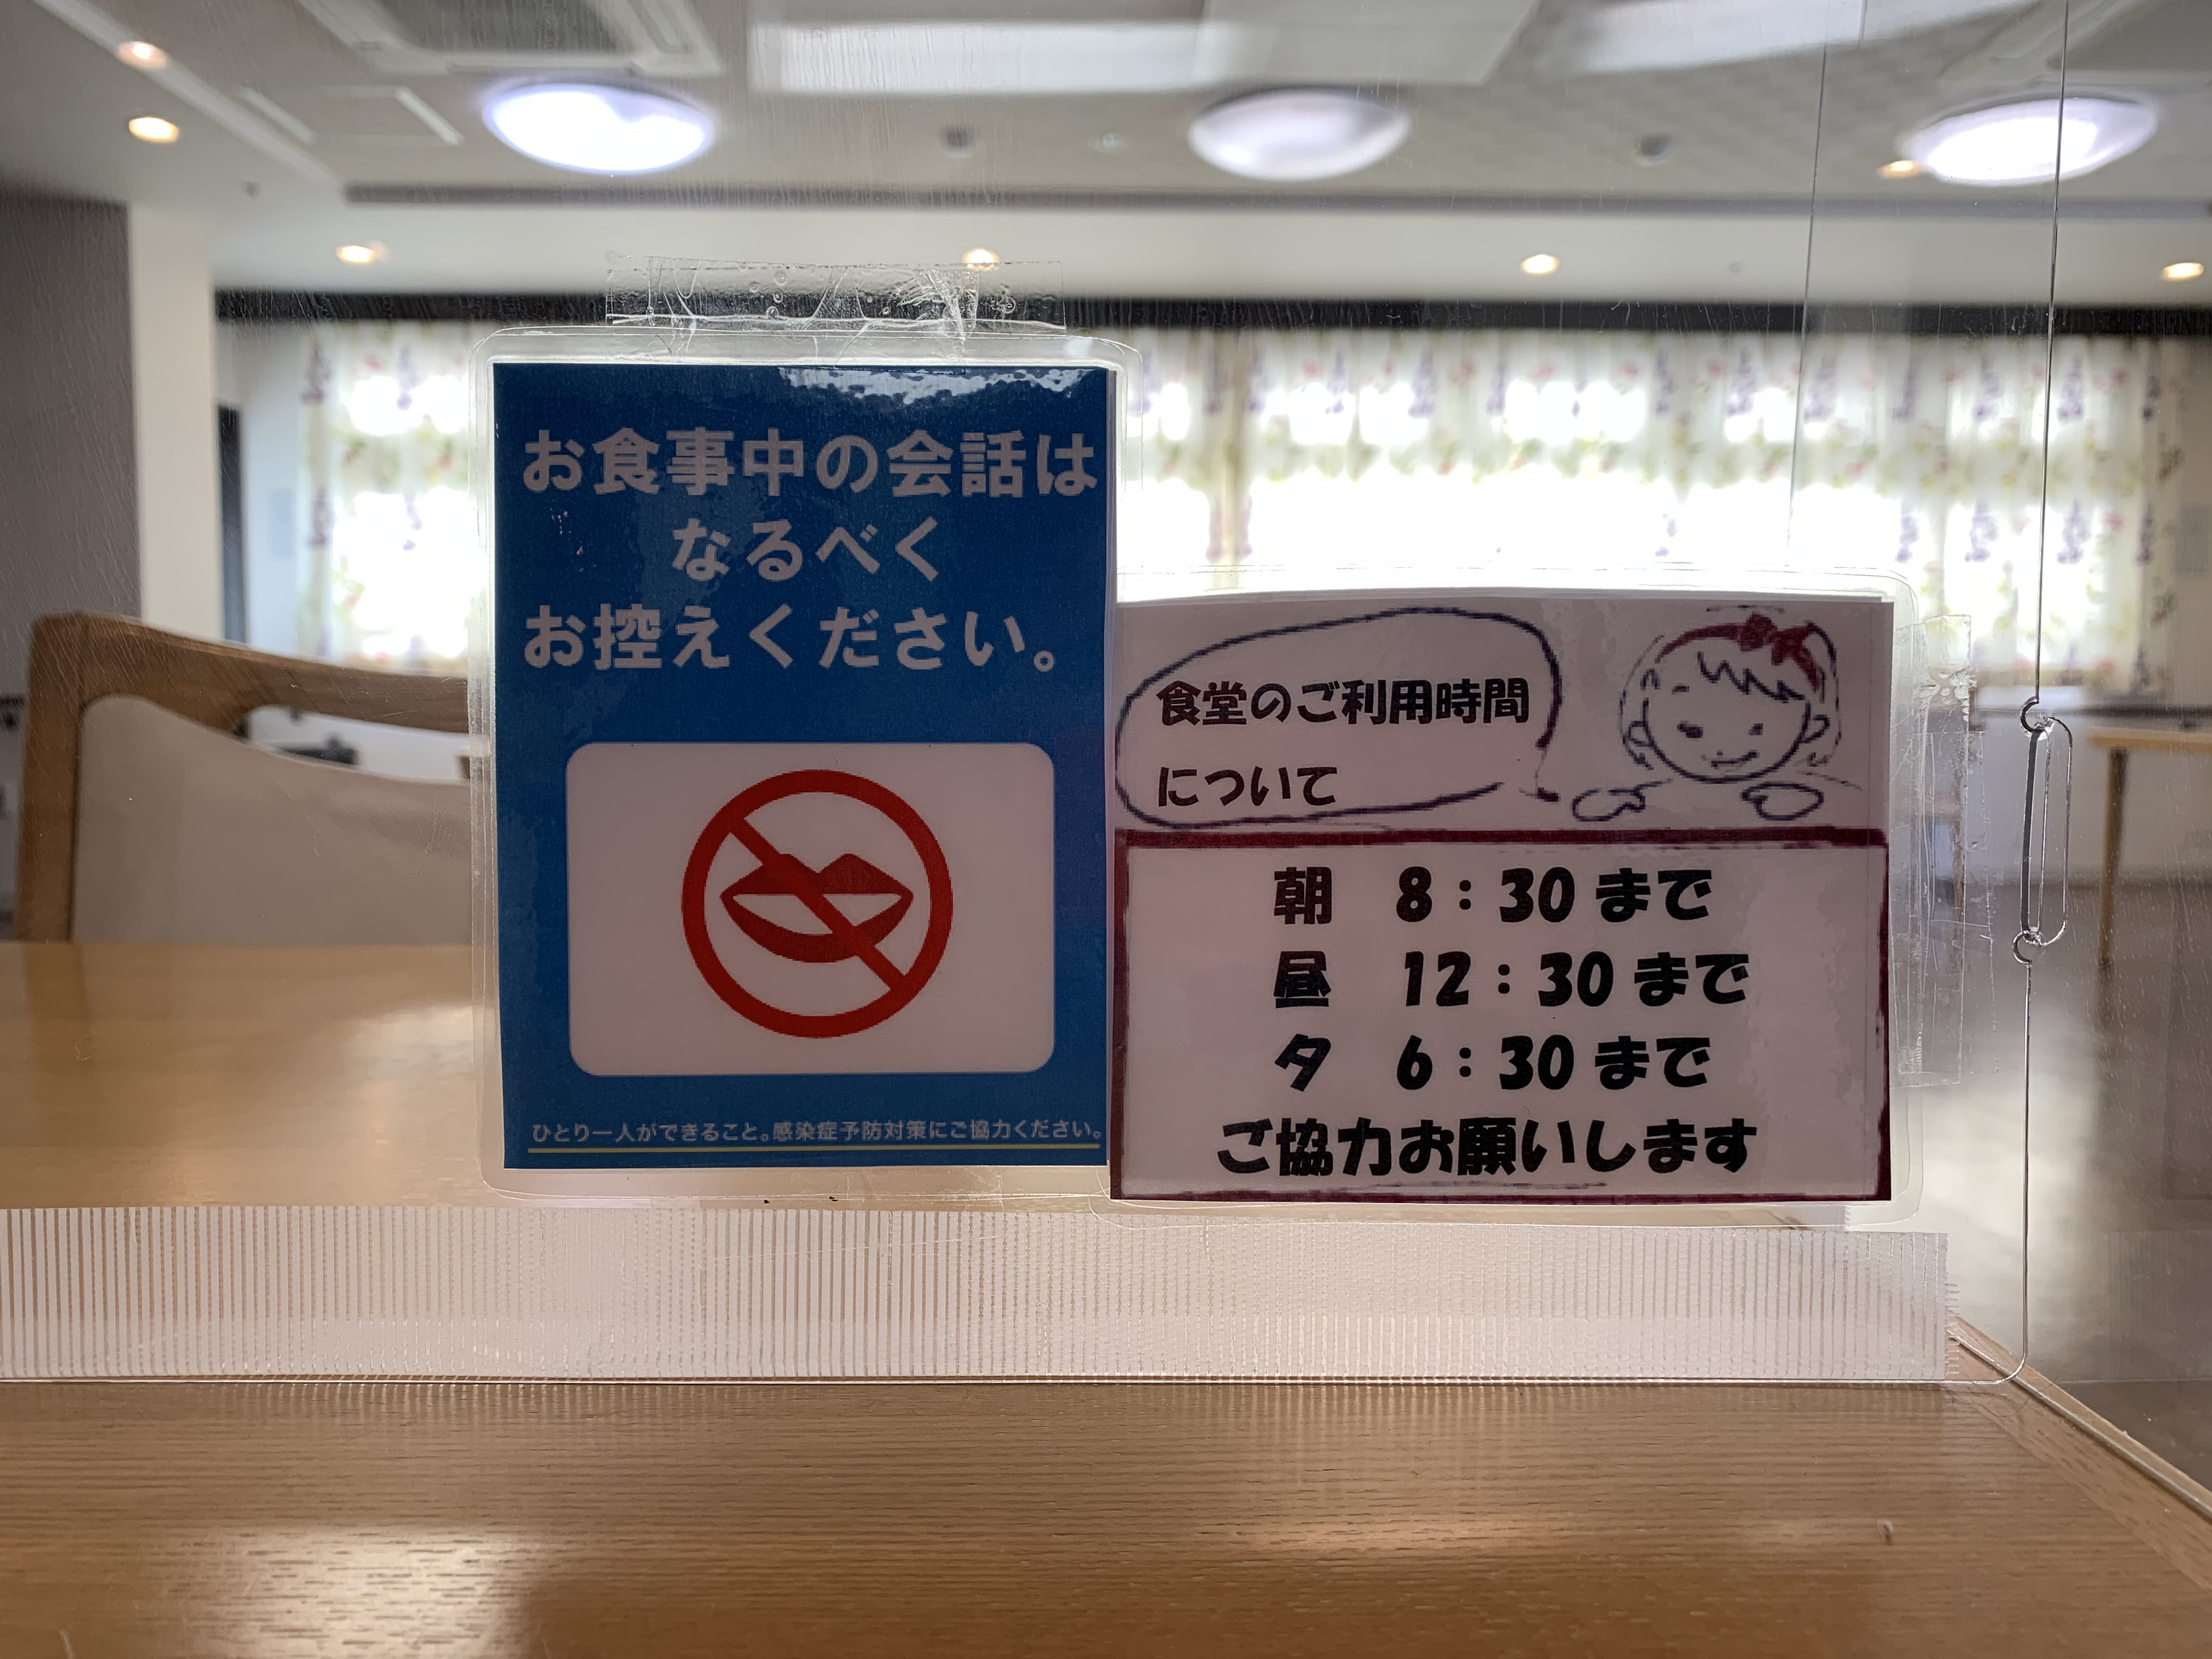 お食事中の会話は
なるべく
お控えください。
ひとり一人ができること。感染症予防対策にご協力ください。
食堂のご利用時間
について
朝 8:30まで
昼 12:30まで
夕 6:30まで
ご協力お願いします